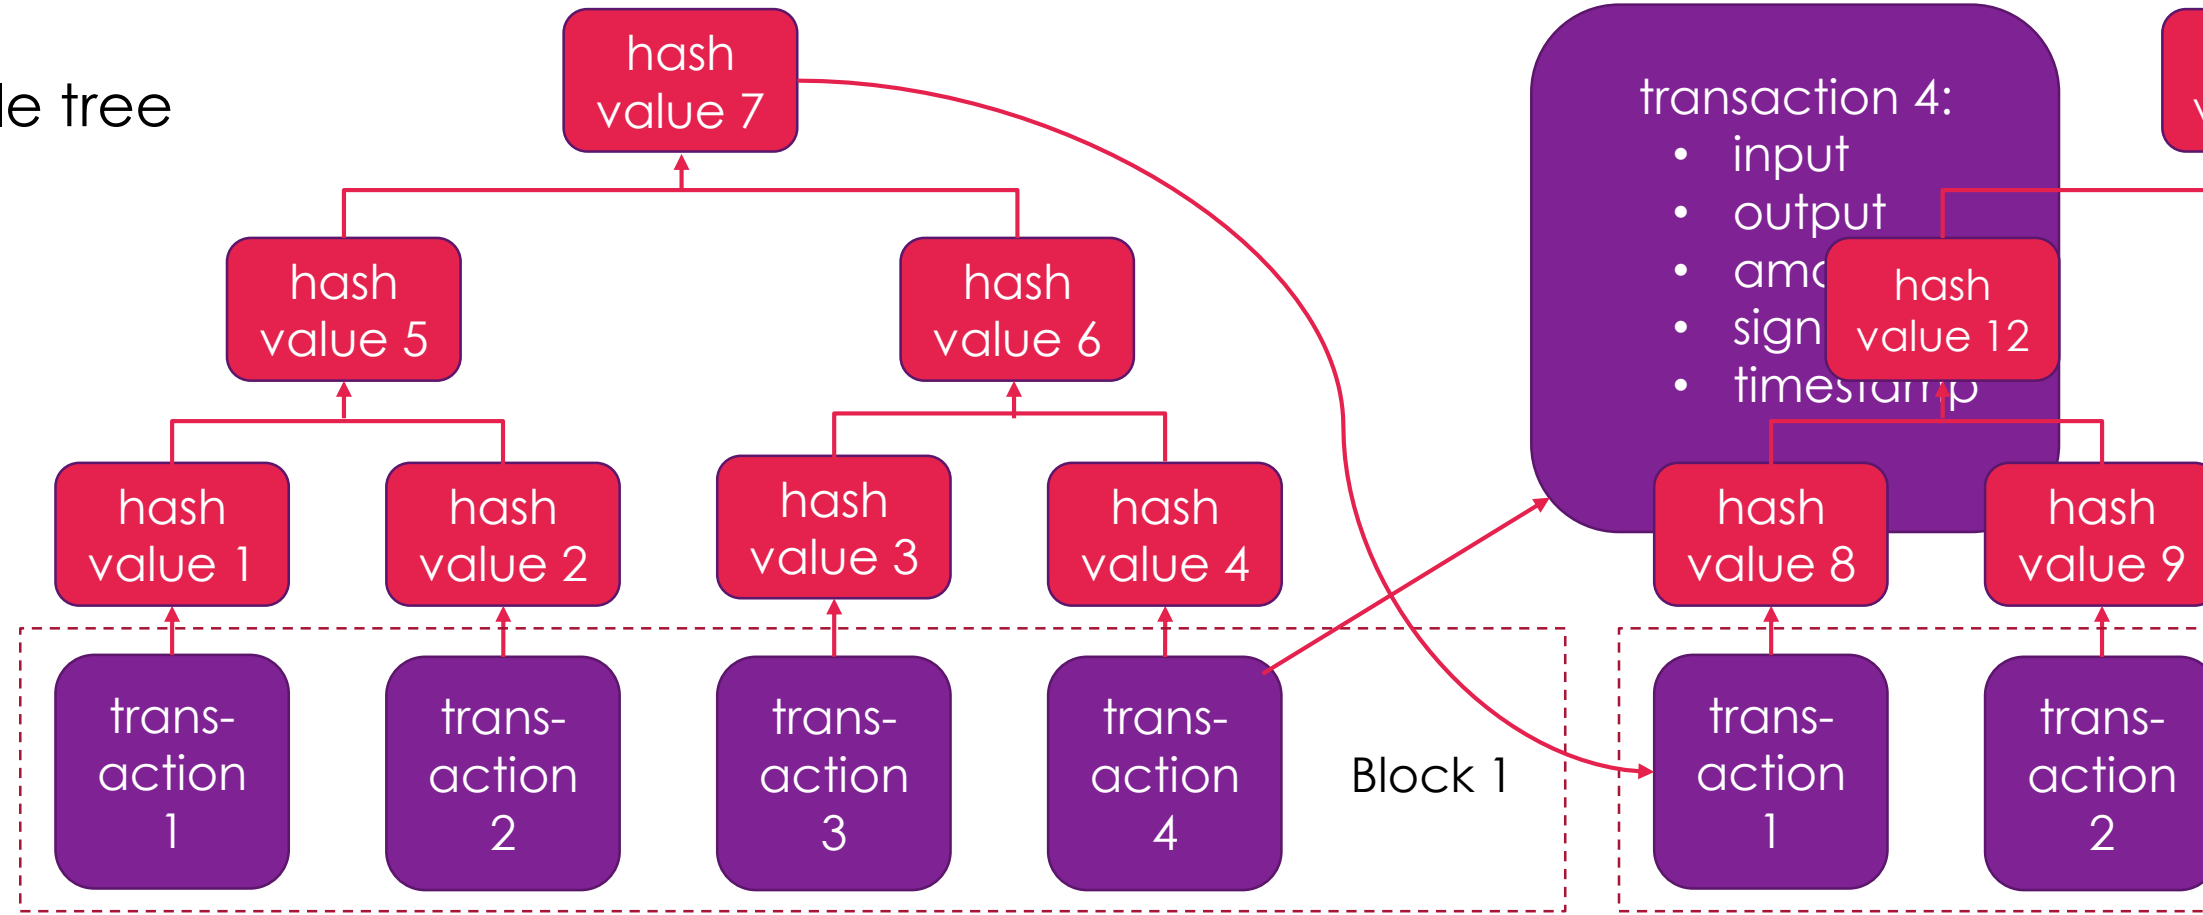 tree
hash
value 7
hash
value 5
hash
value 6
hash
value 1
hash
value 2
hash
value 3
hash
value 4
trans-
action
1
trans-
action
2
trans-
action
3
trans-
action
4
Block 1
transaction 4:
• input
• output
• timestamp
hash
value 12
hash
value 8
hash
value 9
trans-
action
1
trans-
action
2